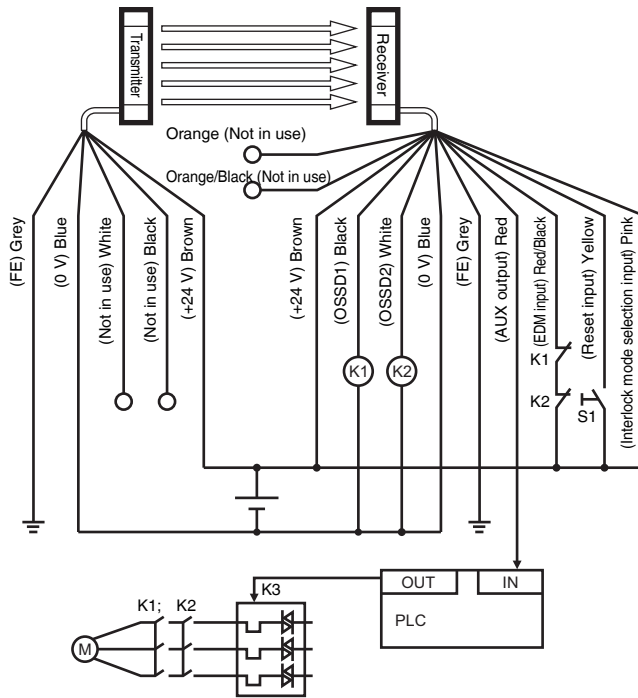 Transmitter
Receiver
Orange (Not in use)
Orange/Black (Not in use)
(FE) Grey
(0 V) Blue
(Not in use) White
(Not in use) Black
(+24 V) Brown
(+24 V) Brown
(OSSD1) Black
(OSSD2) White
(0 V) Blue
(FE) Grey
(AUX output) Red
(EDM input) Red/Black
(Reset input) Yellow
(Interlock mode selection input) Pink
K1
K2
K1
K2
S1
K3
OUT
IN
PLC
K1; K2
M